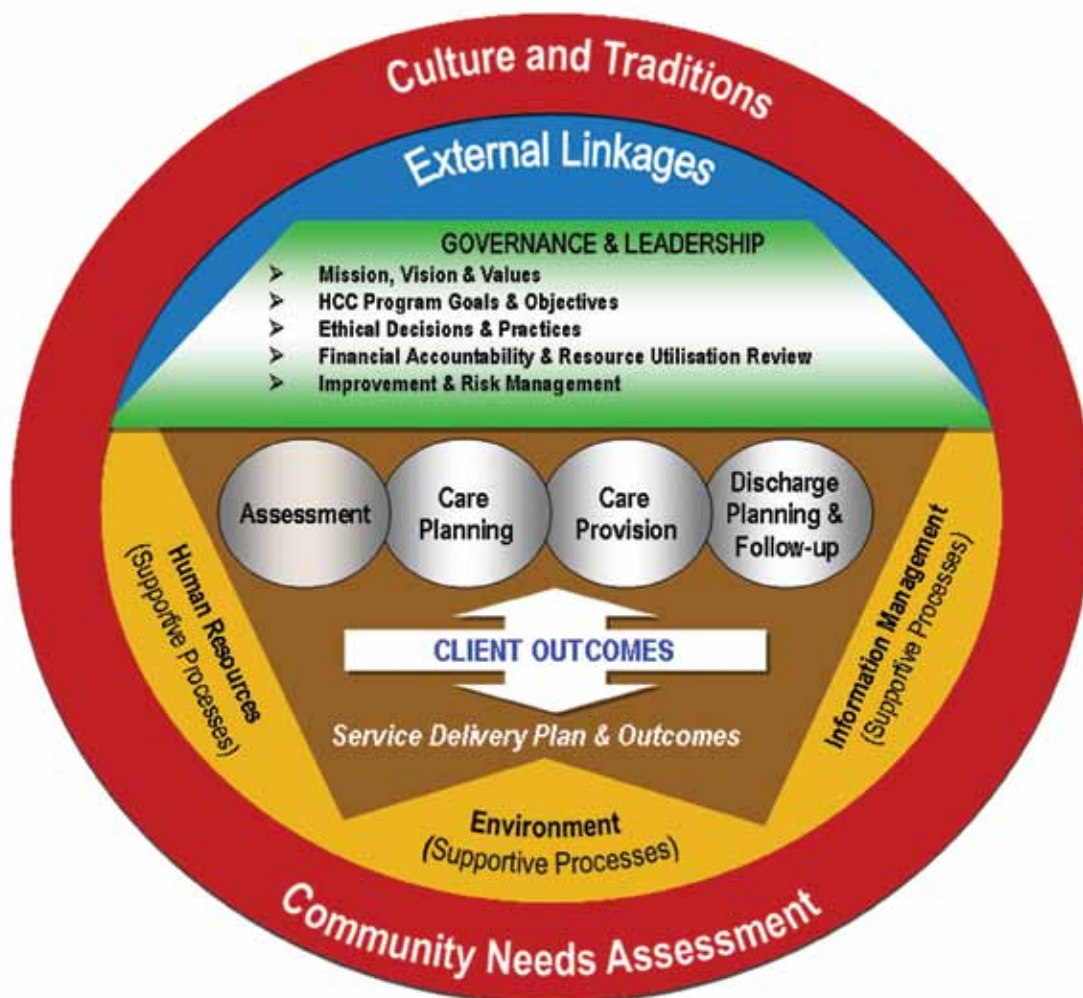 Culture and Traditions
External Linkages
GOVERNANCE & LEADERSHIP
➢ Mission, Vision & Values
➢ HCC Program Goals & Objectives
➢ Ethical Decisions & Practices
➢ Financial Accountability & Resource Utilisation Review
➢ Improvement & Risk Management
Assessment
Care
Planning
Care
Provision
Discharge
Planning &
Follow-up
CLIENT OUTCOMES
Service Delivery Plan & Outcomes
Human Resources
(Supportive Processes)
Environment
(Supportive Processes)
Information Management
(Supportive Processes)
Community Needs Assessment